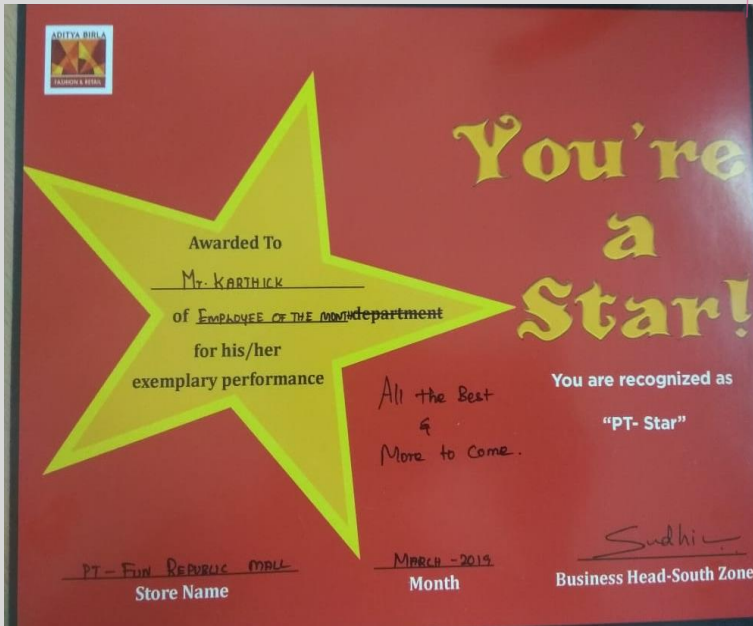 ADITYA BIRLA
FASHION & RETAIL
You're
a
Star!
Awarded To
Mr. KARTHICK
of EMPLOYEE OF THE MONTH department
for his/her
exemplary performance
All the Best
&
More to Come.
You are recognized as
“PT- Star”
PT - FUN REPUBLIC MALL
Store Name
MARCH - 2019
Month
Sudhir
Business Head-South Zone